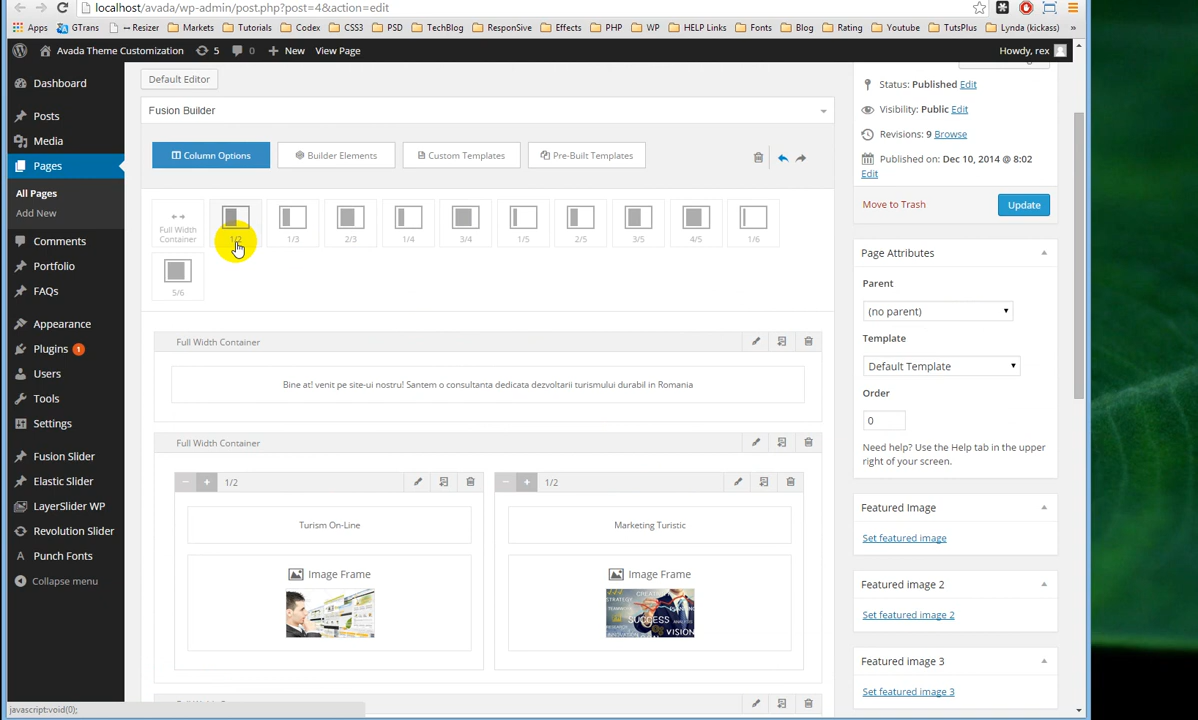 localhost/avada/wp-admin/post.php?post=4&action=edit
Apps GTrans Resizer Markets Tutorials Codex CSS3 PSD TechBlog ResponSive Effects PHP WP HELP Links Fonts Blog Rating Youtube TutsPlus Lynda (kickass) »
Avada Theme Customization 5 0 + New View Page Howdy, rex
Dashboard
Posts
Media
Pages
All Pages
Add New
Comments
Portfolio
FAQs
Appearance
Plugins 1
Users
Tools
Settings
Fusion Slider
Elastic Slider
LayerSlider WP
Revolution Slider
Punch Fonts
Collapse menu
Default Editor
Fusion Builder
Column Options Builder Elements Custom Templates Pre-Built Templates
Full Width
Container
1/2 1/3 2/3 1/4 3/4 1/5 2/5 3/5 4/5 1/6
5/6
Full Width Container
Bine at! venit pe site-ui nostru! Santem o consultanta dedicata dezvoltarii turismului durabil in Romania
Full Width Container
1/2 1/2
Turism On-Line Marketing Turistic
Image Frame Image Frame
STRATEGY
SUCCESS
VISION
Status: Published Edit
Visibility: Public Edit
Revisions: 9 Browse
Published on: Dec 10, 2014 @ 8:02
Edit
Move to Trash Update
Page Attributes
Parent
(no parent)
Template
Default Template
Order
0
Need help? Use the Help tab in the upper
right of your screen.
Featured Image
Set featured image
Featured image 2
Set featured image 2
Featured image 3
Set featured image 3
javascript:void(0);